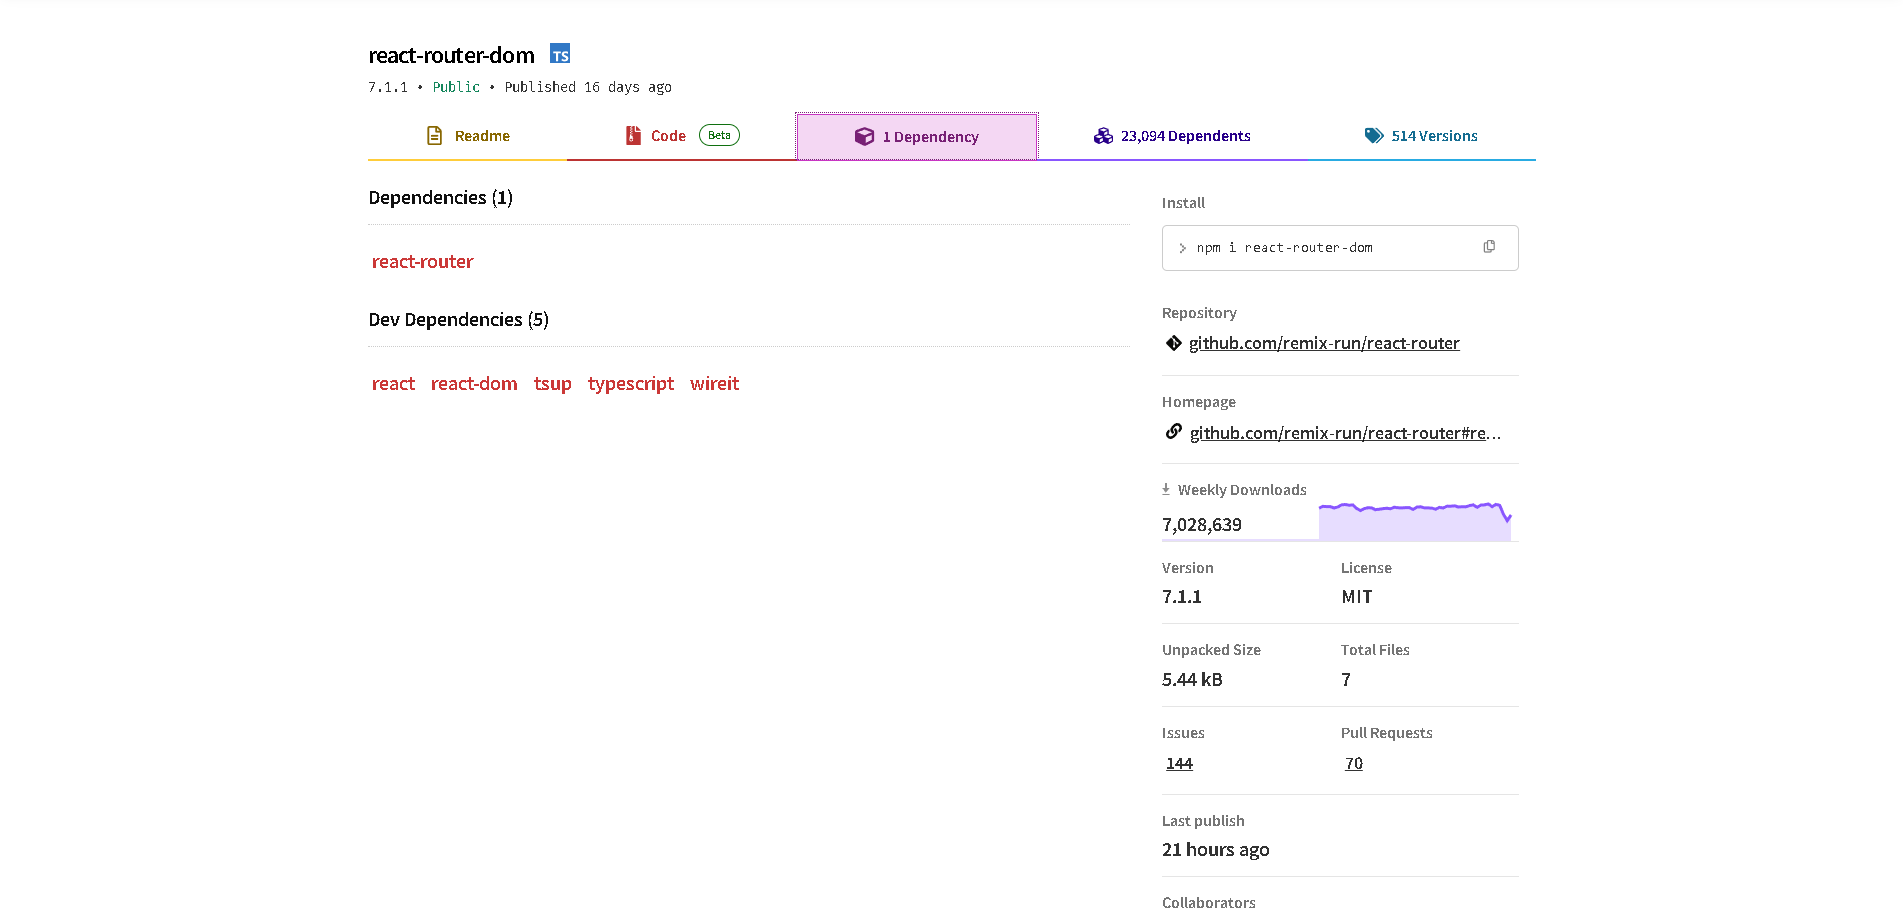 react-router-dom TS
7.1.1 • Public • Published 16 days ago
Readme
Code Beta
1 Dependency
23,094 Dependents
514 Versions
Dependencies (1)
react-router
Dev Dependencies (5)
react react-dom tsup typescript wireit
Install
> npm i react-router-dom
Repository
github.com/remix-run/react-router
Homepage
github.com/remix-run/react-router#re...
Weekly Downloads
7,028,639
Version License
7.1.1 MIT
Unpacked Size Total Files
5.44 kB 7
Issues Pull Requests
144 70
Last publish
21 hours ago
Collaborators